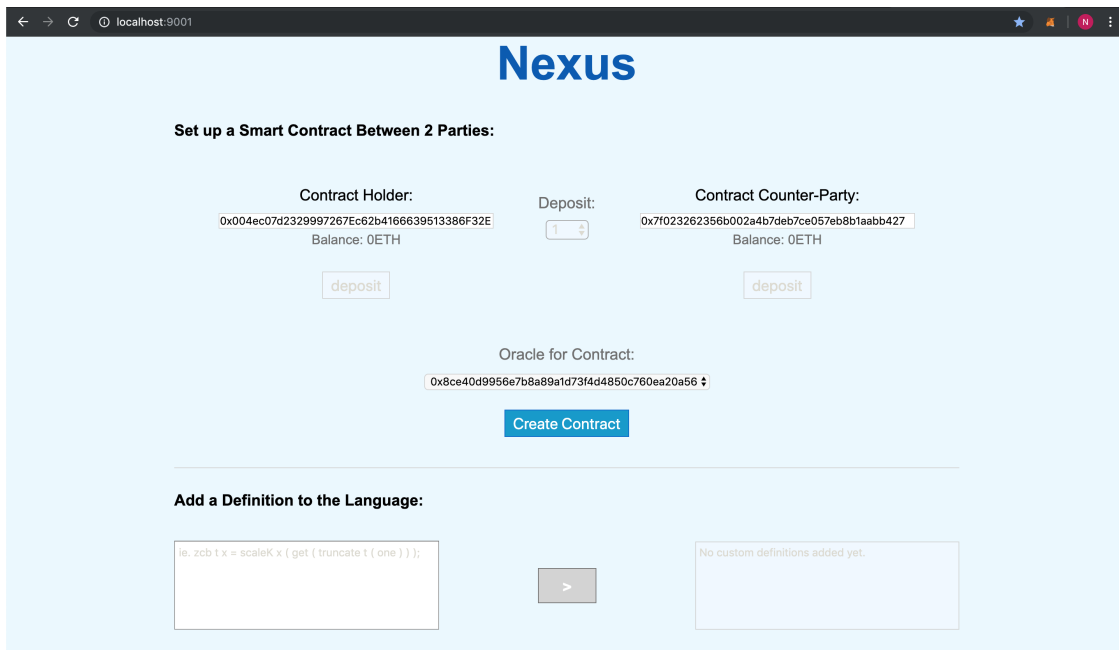 localhost:9001
N
Nexus
Set up a Smart Contract Between 2 Parties:
Contract Holder:
0x004ec07d2329997267Ec62b4166639513386F32E
Balance: 0ETH
deposit
Deposit:
1
Contract Counter-Party:
0x7f023262356b002a4b7deb7ce057eb8b1aabb427
Balance: 0ETH
deposit
Oracle for Contract:
0x8ce40d9956e7b8a89a1d73f4d4850c760ea20a56
Create Contract
Add a Definition to the Language:
ie. zcb t x = scaleK x ( get ( truncate t ( one ) ) );
>
No custom definitions added yet.